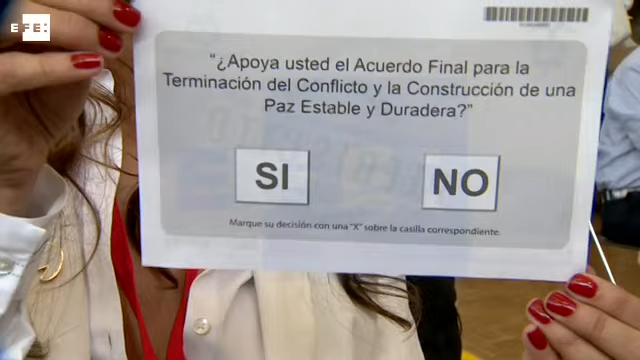 EFE:
"¿Apoya usted el Acuerdo Final para la
Terminación del Conflicto y la Construcción de una
Paz Estable y Duradera?"
SI NO
Marque su decisión con una "X" sobre la casilla correspondiente.